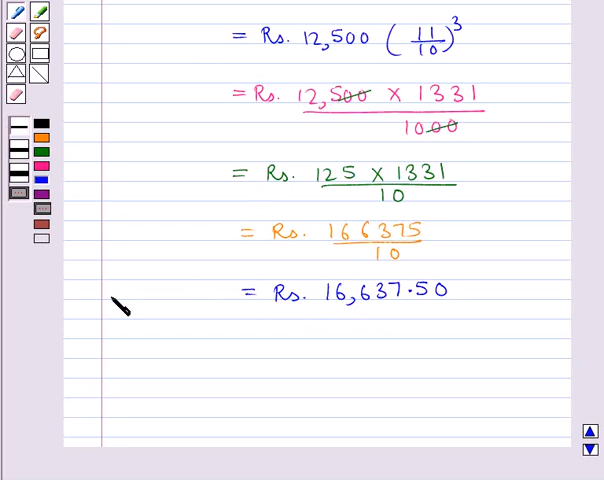 = Rs. 12,500 (11/10)^3
= Rs. 12,500 x 1331
1000
= Rs. 125 x 1331
10
= Rs. 166375
10
= Rs. 16,637.50